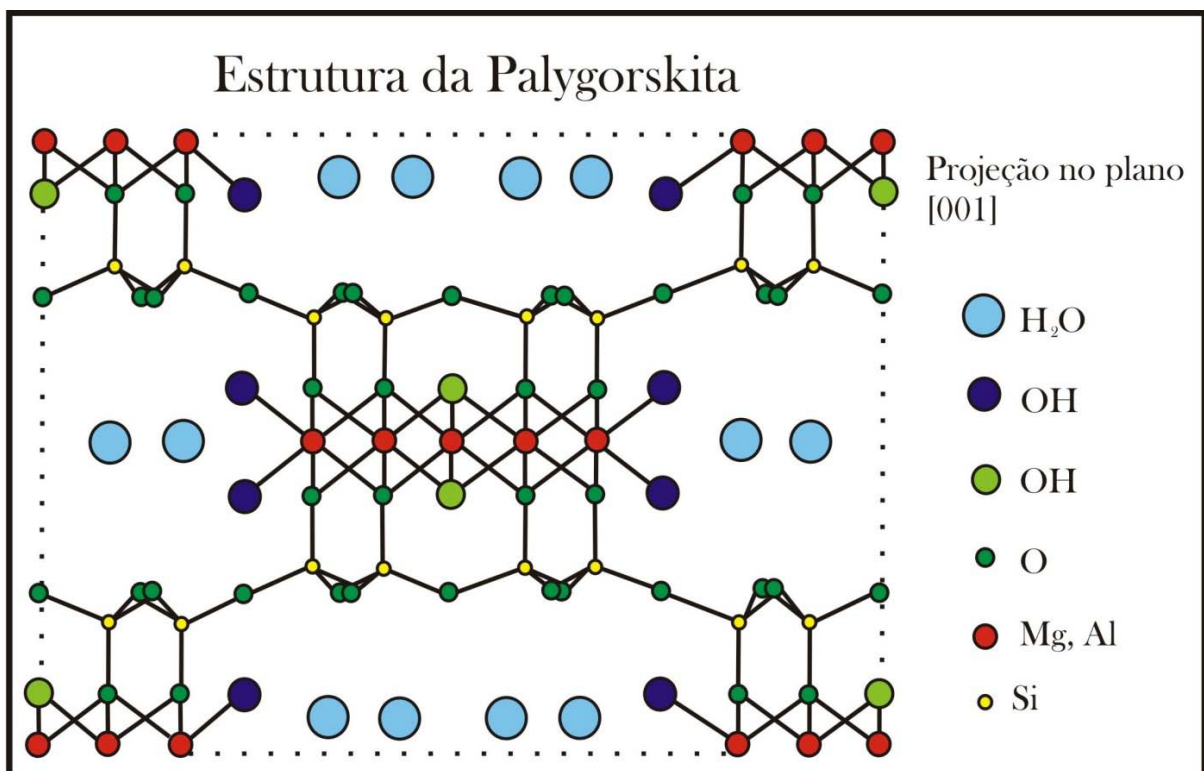 Estrutura da Palygorskita
Projeção no plano
[001]
H₂O
OH
OH
O
Mg, Al
Si